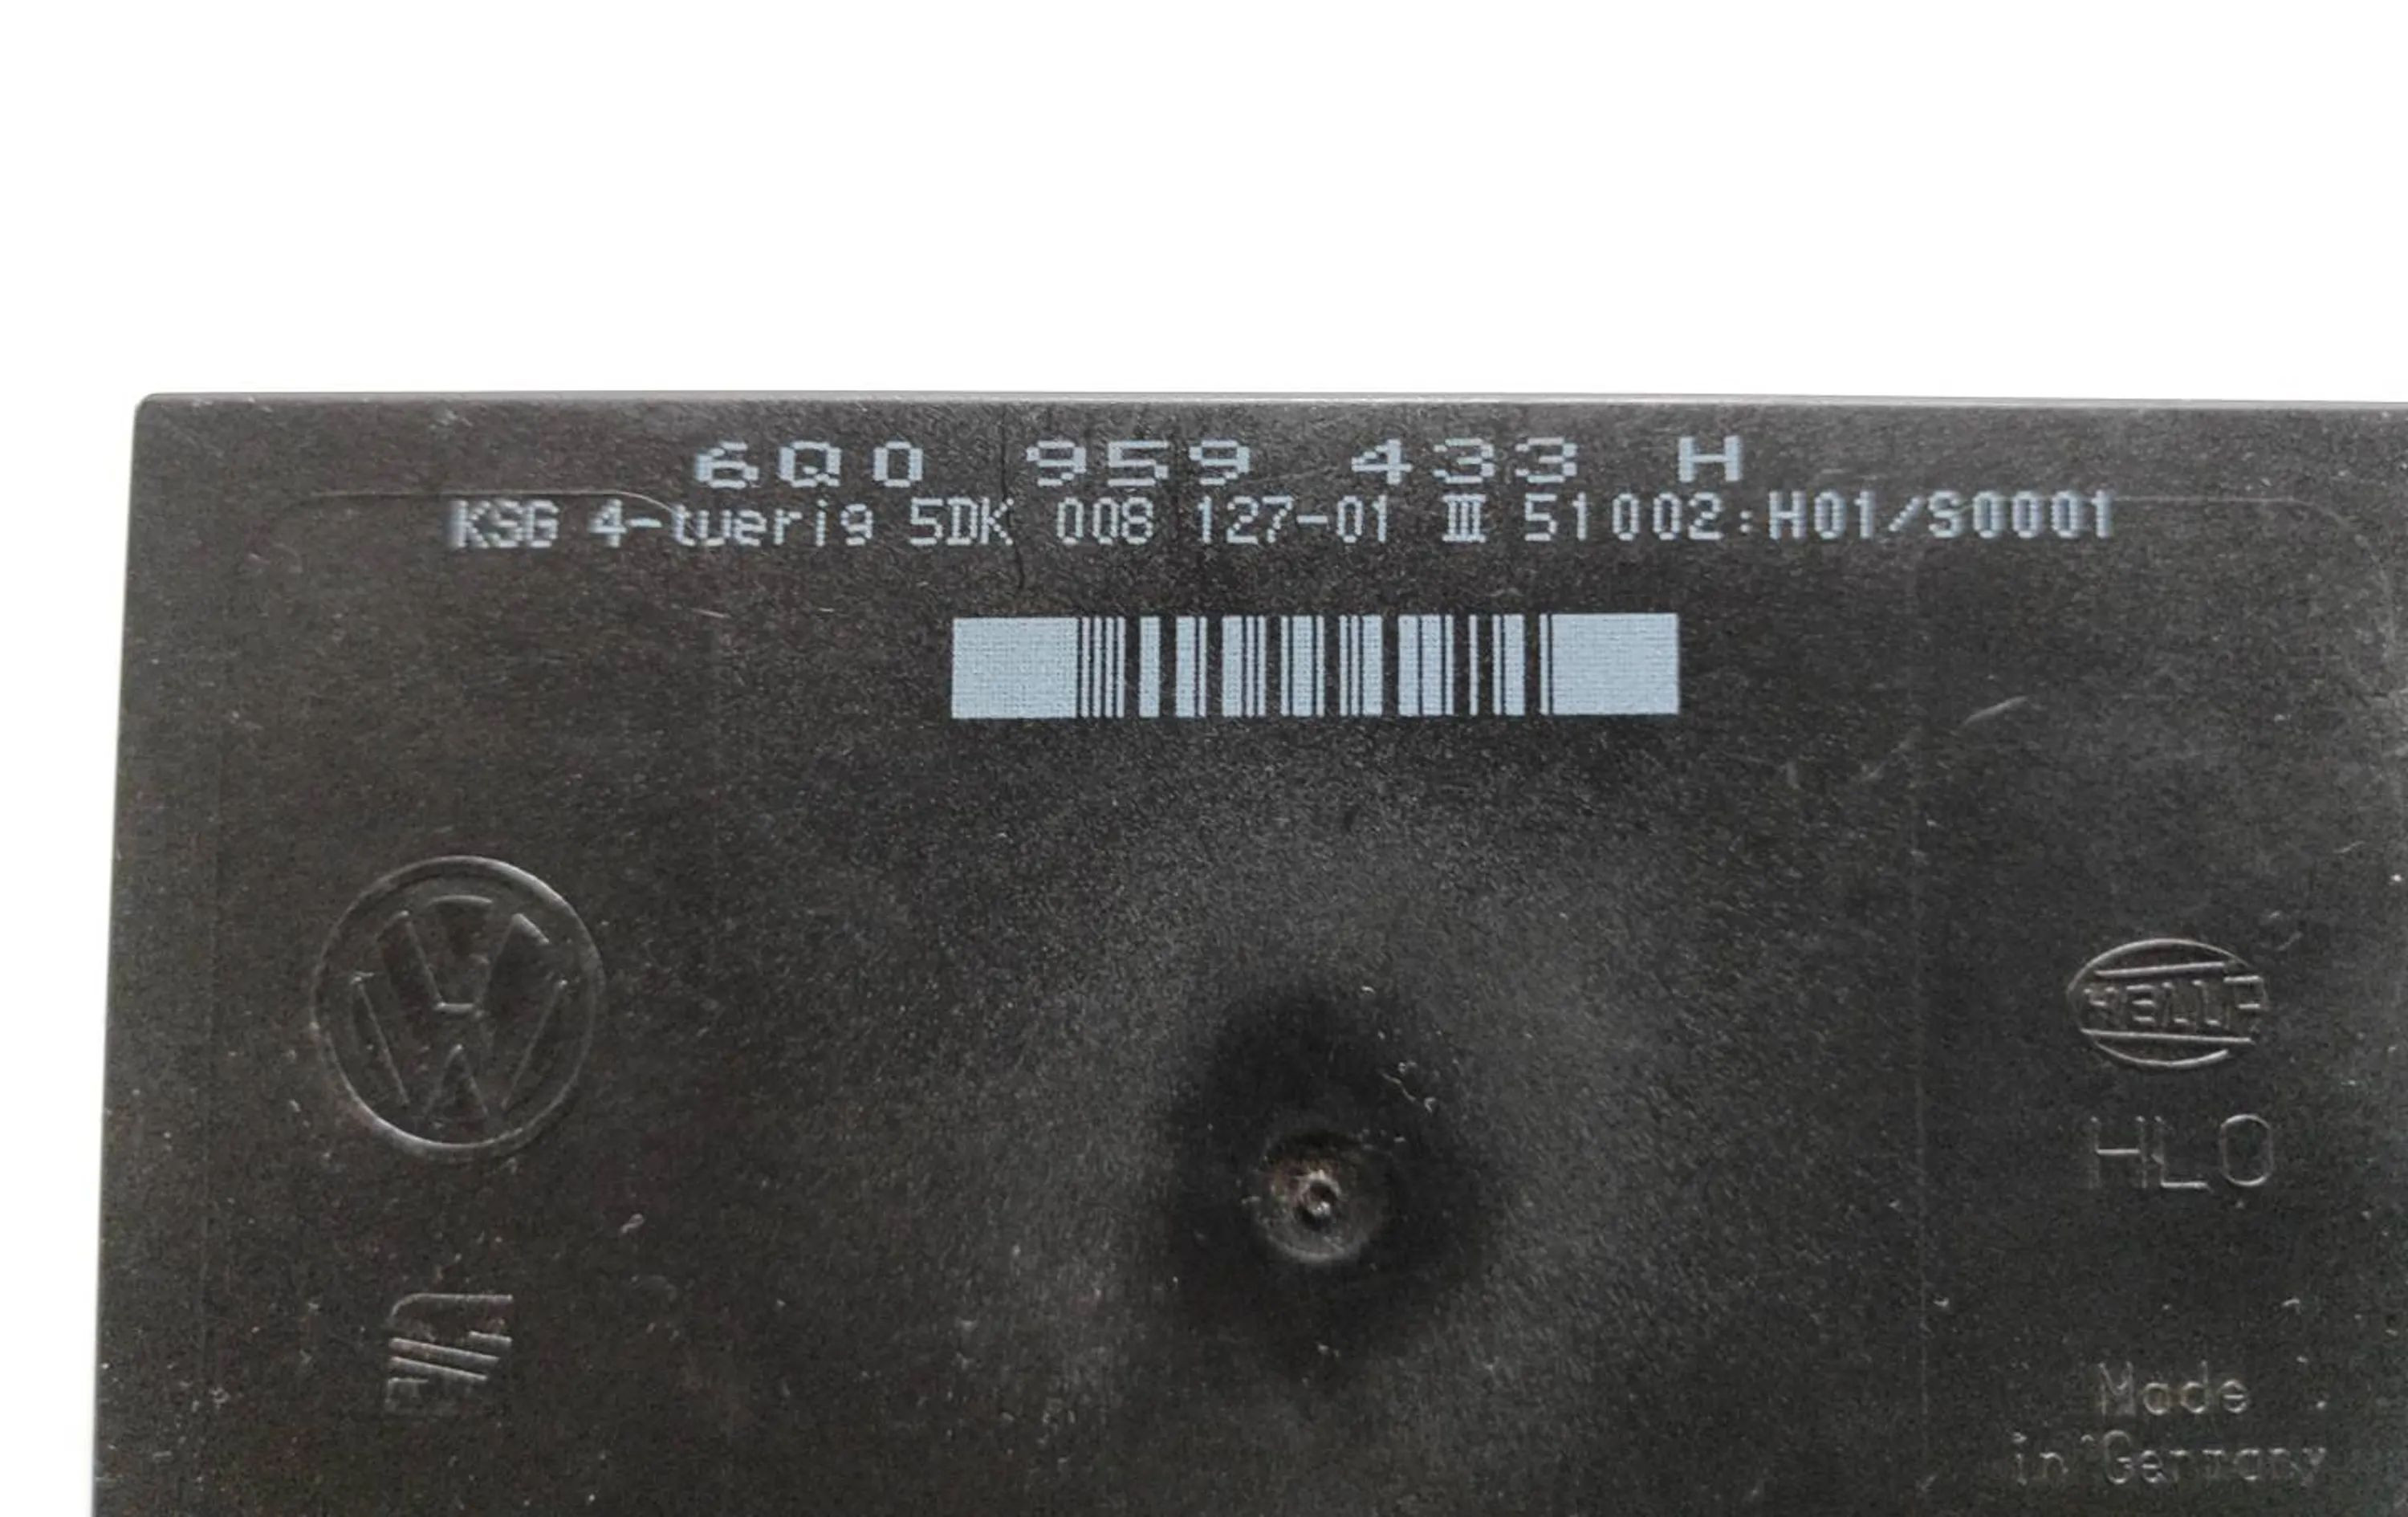 6Q0 959 433 H
KSG 4-tuerig 5DK 008 127-01 III 51002:H01/S0001
HELLA
HLO
Made
in Germany